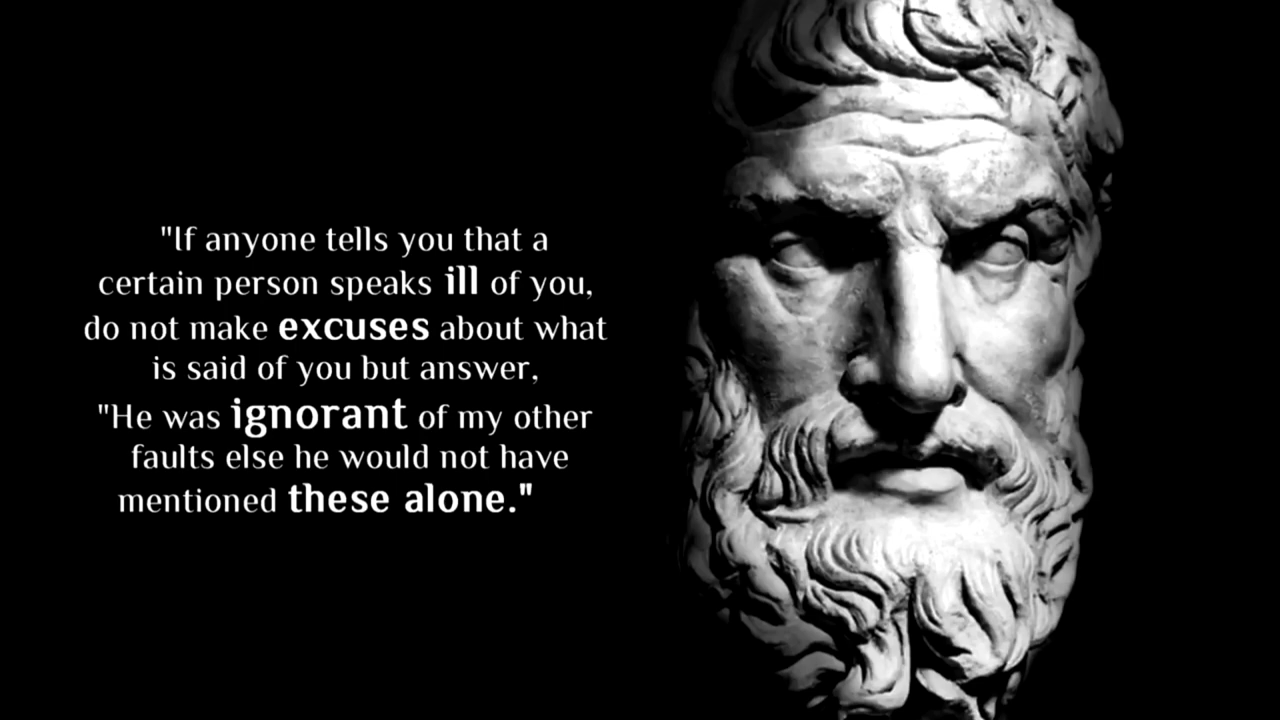 "If anyone tells you that a
certain person speaks ill of you,
do not make excuses about what
is said of you but answer,
"He was ignorant of my other
faults else he would not have
mentioned these alone."